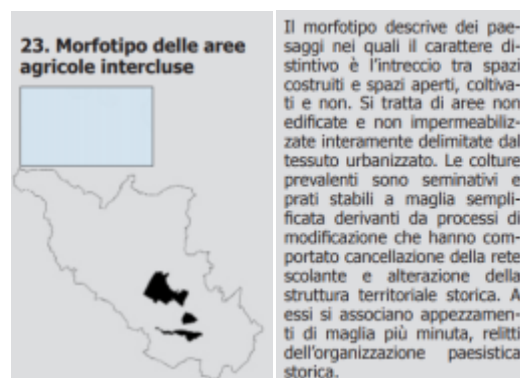 23. Morfotipo delle aree
agricole intercluse
Il morfotipo descrive dei pae-
saggi nei quali il carattere di-
stintivo è l'intreccio tra spazi
costruiti e spazi aperti, coltiva-
ti e non. Si tratta di aree non
edificate e non impermeabiliz-
zate interamente delimitate dal
tessuto urbanizzato. Le colture
prevalenti sono seminativi e
prati stabili a maglia sempli-
ficata derivanti da processi di
modificazione che hanno com-
portato cancellazione della rete
scolante e alterazione della
struttura territoriale storica. A
essi si associano appezzamen-
ti di maglia più minuta, relitti
dell'organizzazione paesistica
storica.